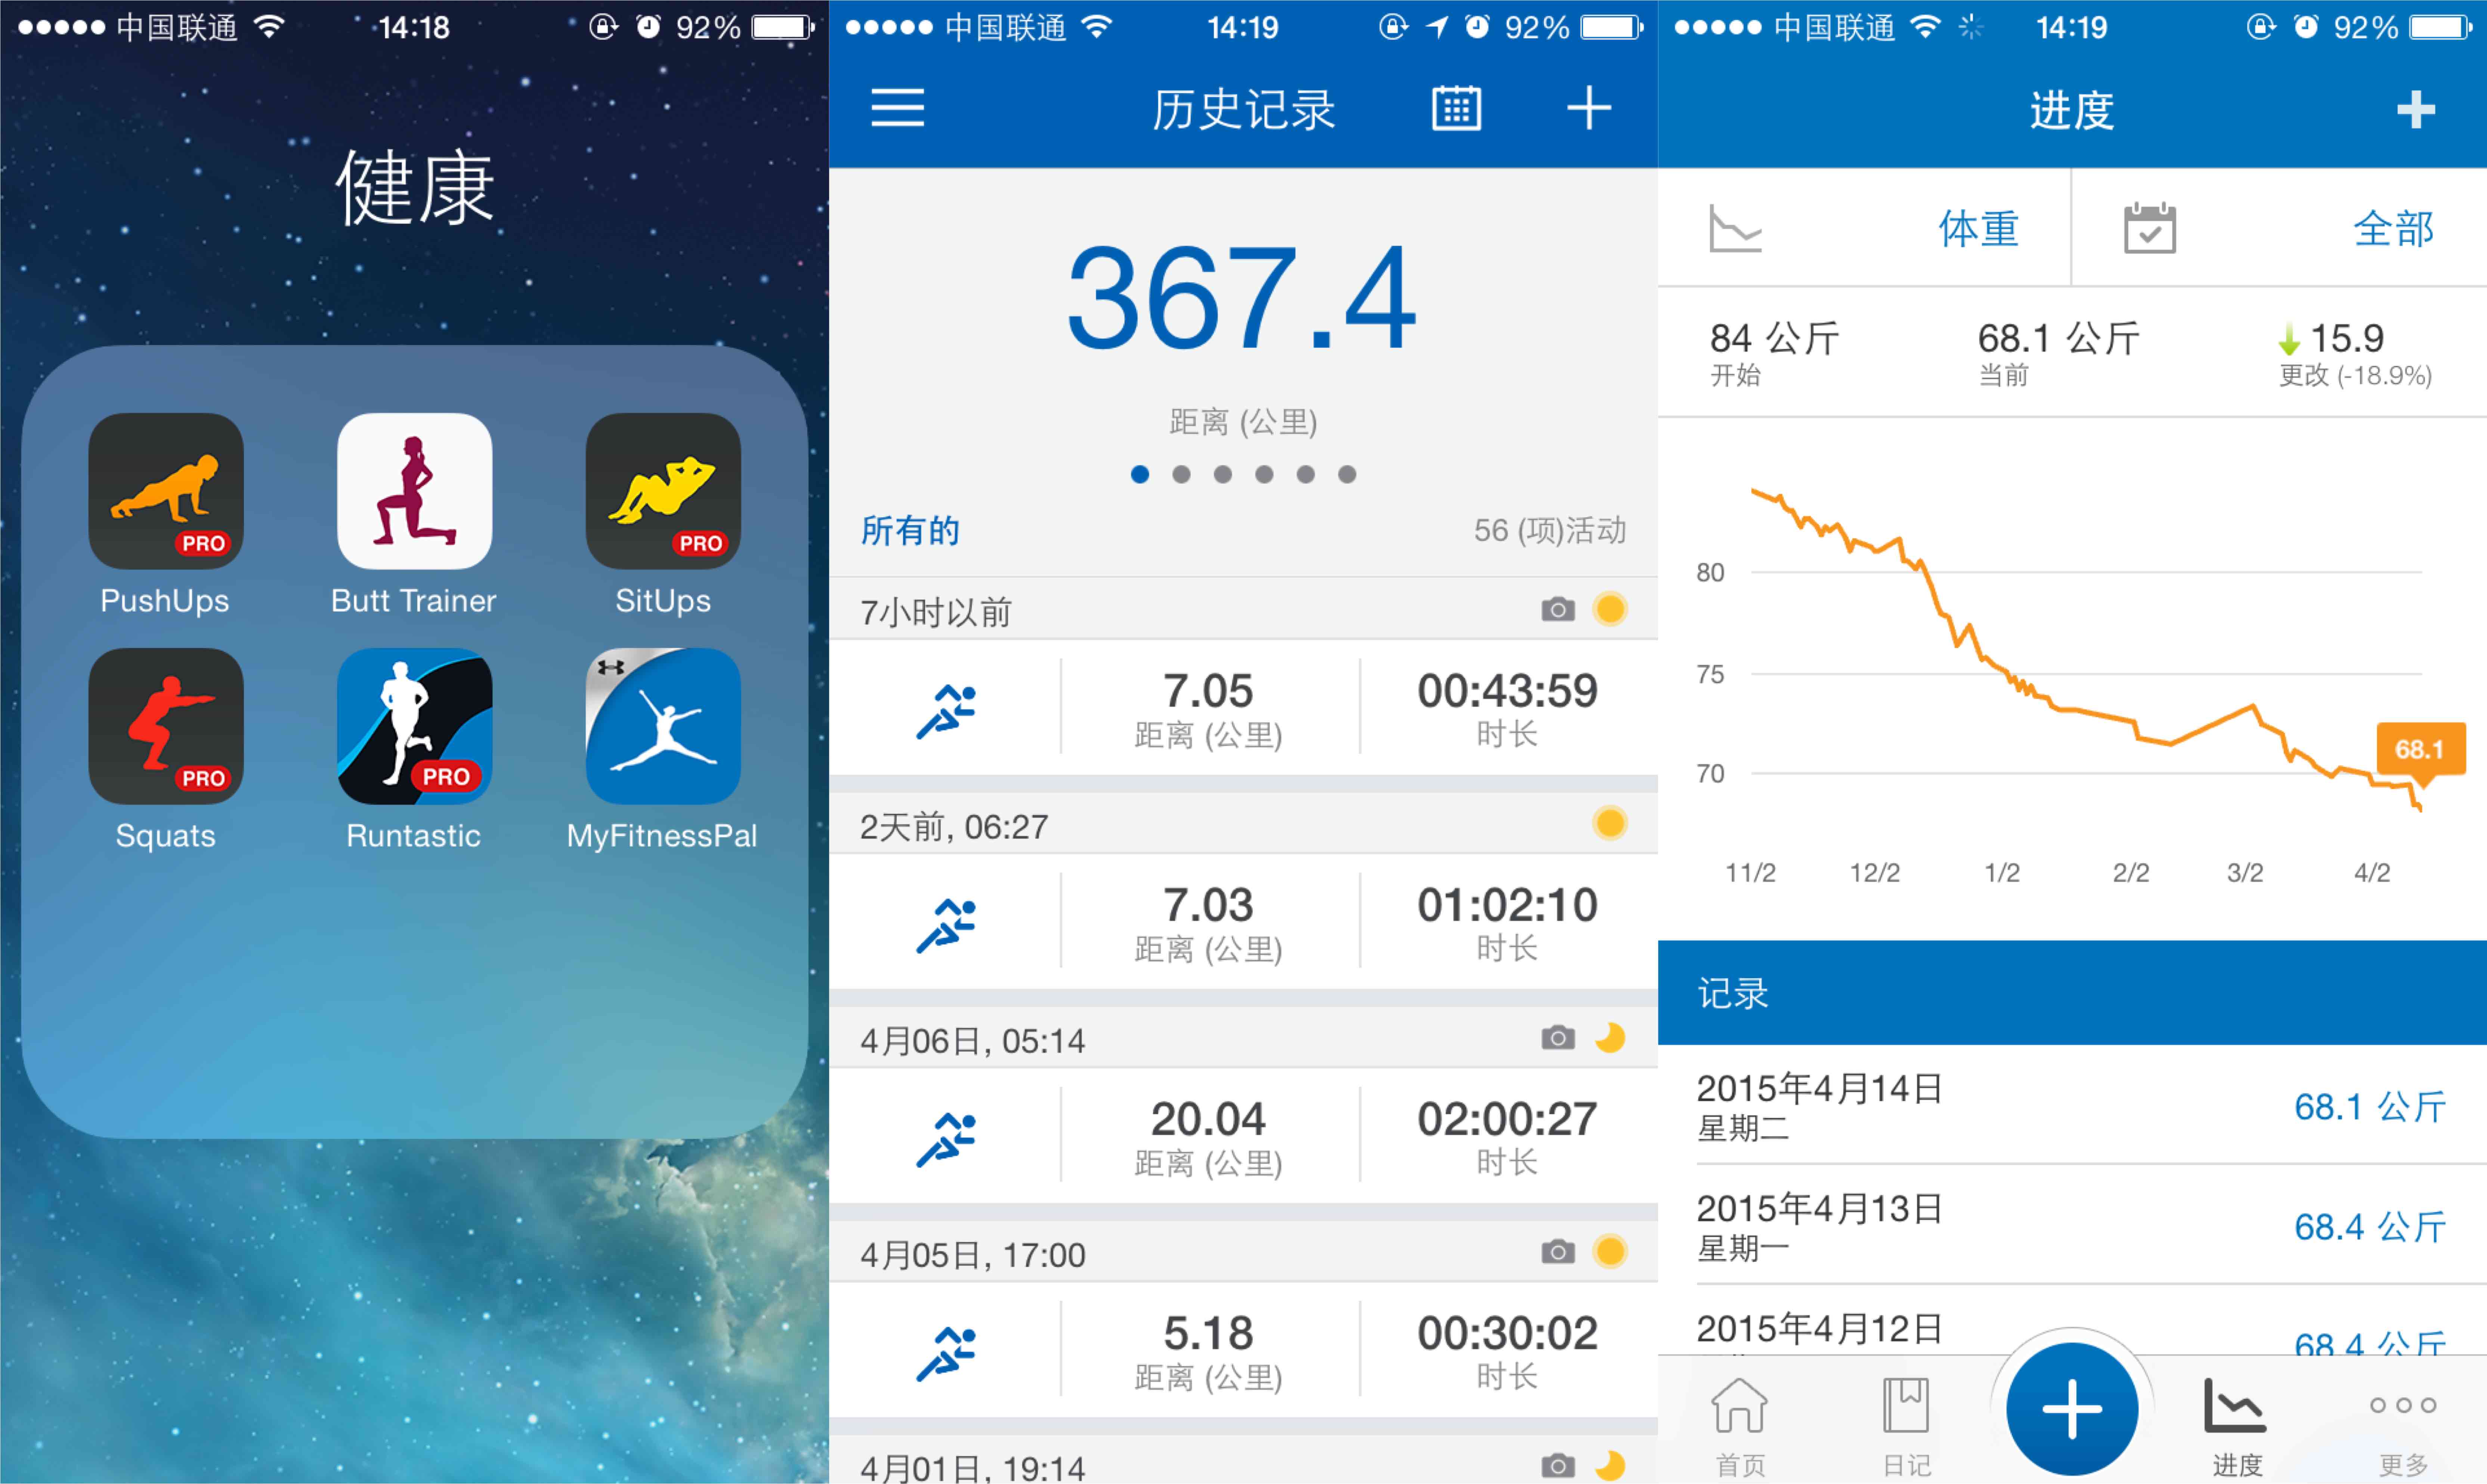 中国联通 14:18 92%
健康
PRO PRO
PushUps Butt Trainer SitUps
PRO PRO
Squats Runtastic MyFitnessPal
中国联通 14:19 92%
历史记录
367.4
距离 (公里)
所有的 56 (项)活动
7小时以前
7.05 00:43:59
距离 (公里) 时长
2天前, 06:27
7.03 01:02:10
距离 (公里) 时长
4月06日, 05:14
20.04 02:00:27
距离 (公里) 时长
4月05日, 17:00
5.18 00:30:02
距离 (公里) 时长
4月01日, 19:14
中国联通 14:19 92%
进度
体重 全部
84 公斤 68.1 公斤 15.9
开始 当前 更改 (-18.9%)
80
75
68.1
70
11/2 12/2 1/2 2/2 3/2 4/2
记录
2015年4月14日 68.1 公斤
星期二
2015年4月13日 68.4 公斤
星期一
2015年4月12日 68.4 公斤
首页 日记 进度 更多